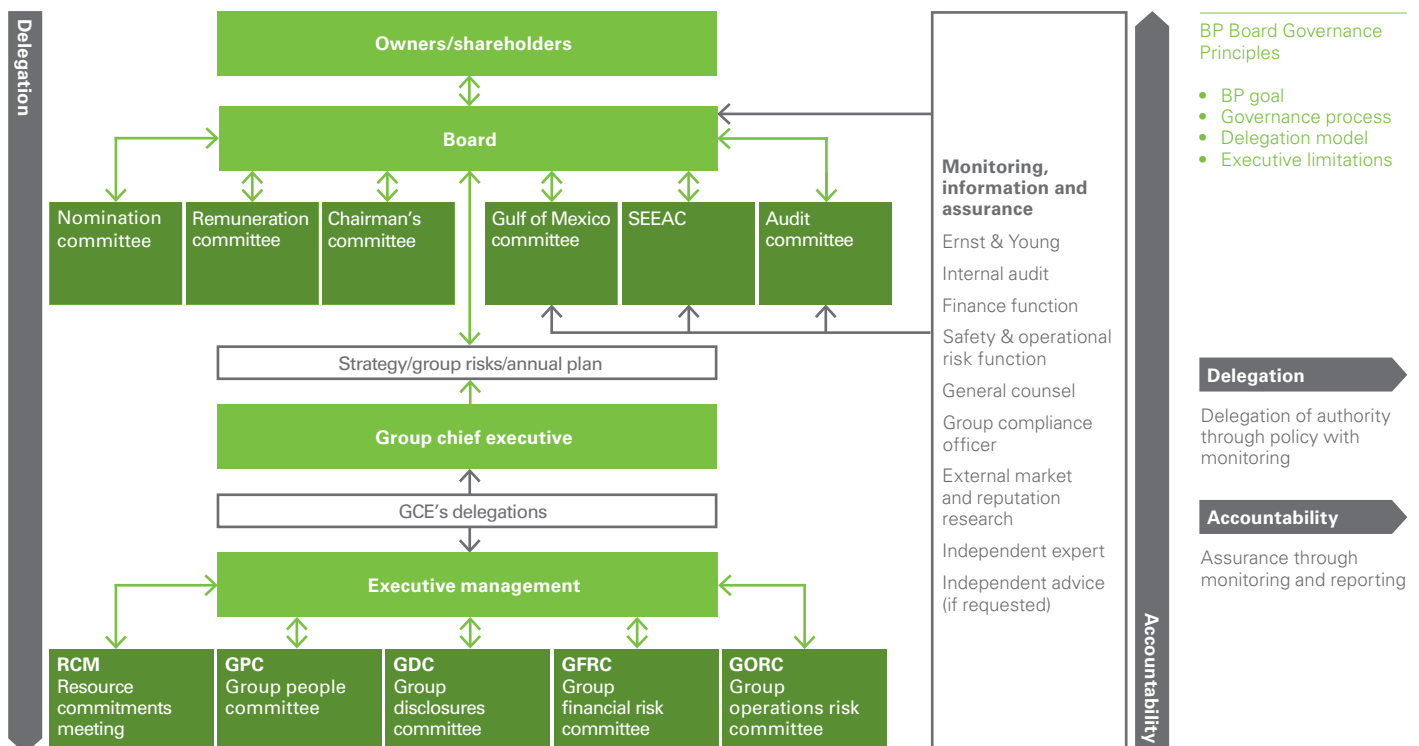 Delegation
Owners/shareholders
Board
Nomination
committee
Remuneration
committee
Chairman's
committee
Gulf of Mexico
committee
SEEAC
Audit
committee
Strategy/group risks/annual plan
Group chief executive
GCE's delegations
Executive management
RCM
Resource
commitments
meeting
GPC
Group people
committee
GDC
Group
disclosures
committee
GFRC
Group
financial risk
committee
GORC
Group
operations risk
committee
Monitoring,
information and
assurance
Ernst & Young
Internal audit
Finance function
Safety & operational
risk function
General counsel
Group compliance
officer
External market
and reputation
research
Independent expert
Independent advice
(if requested)
Accountability
BP Board Governance
Principles
• BP goal
• Governance process
• Delegation model
• Executive limitations
Delegation
Delegation of authority
through policy with
monitoring
Accountability
Assurance through
monitoring and reporting